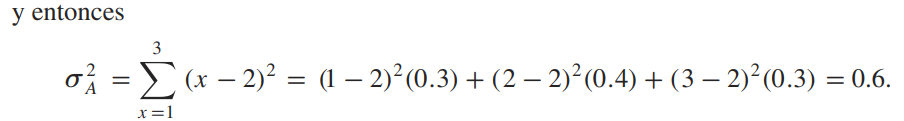 y entonces
σ²_A = ∑_{x=1}^{3} (x − 2)² = (1 − 2)²(0.3) + (2 − 2)²(0.4) + (3 − 2)²(0.3) = 0.6.